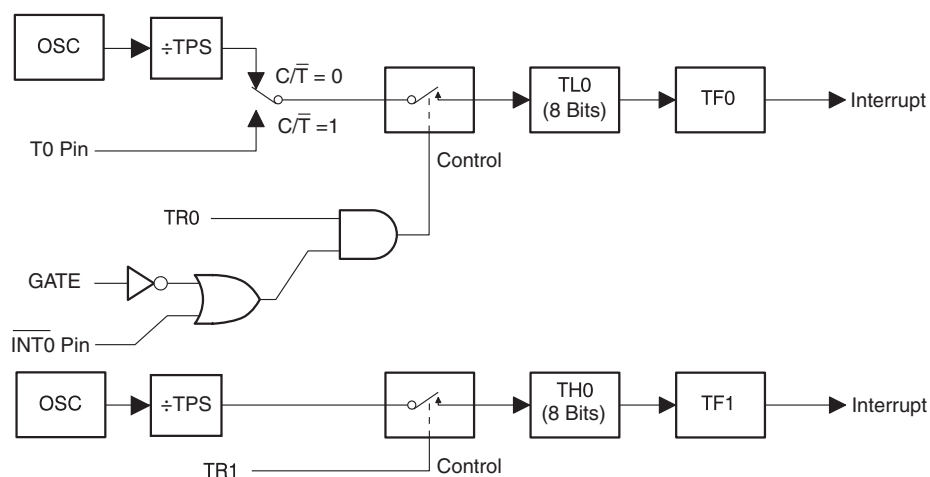 OSC
÷TPS
C/T̅ = 0
C/T̅ =1
T0 Pin
TL0
(8 Bits)
TF0
Interrupt
Control
TR0
GATE
I̅N̅T̅0̅ Pin
OSC
÷TPS
TH0
(8 Bits)
TF1
Interrupt
TR1
Control